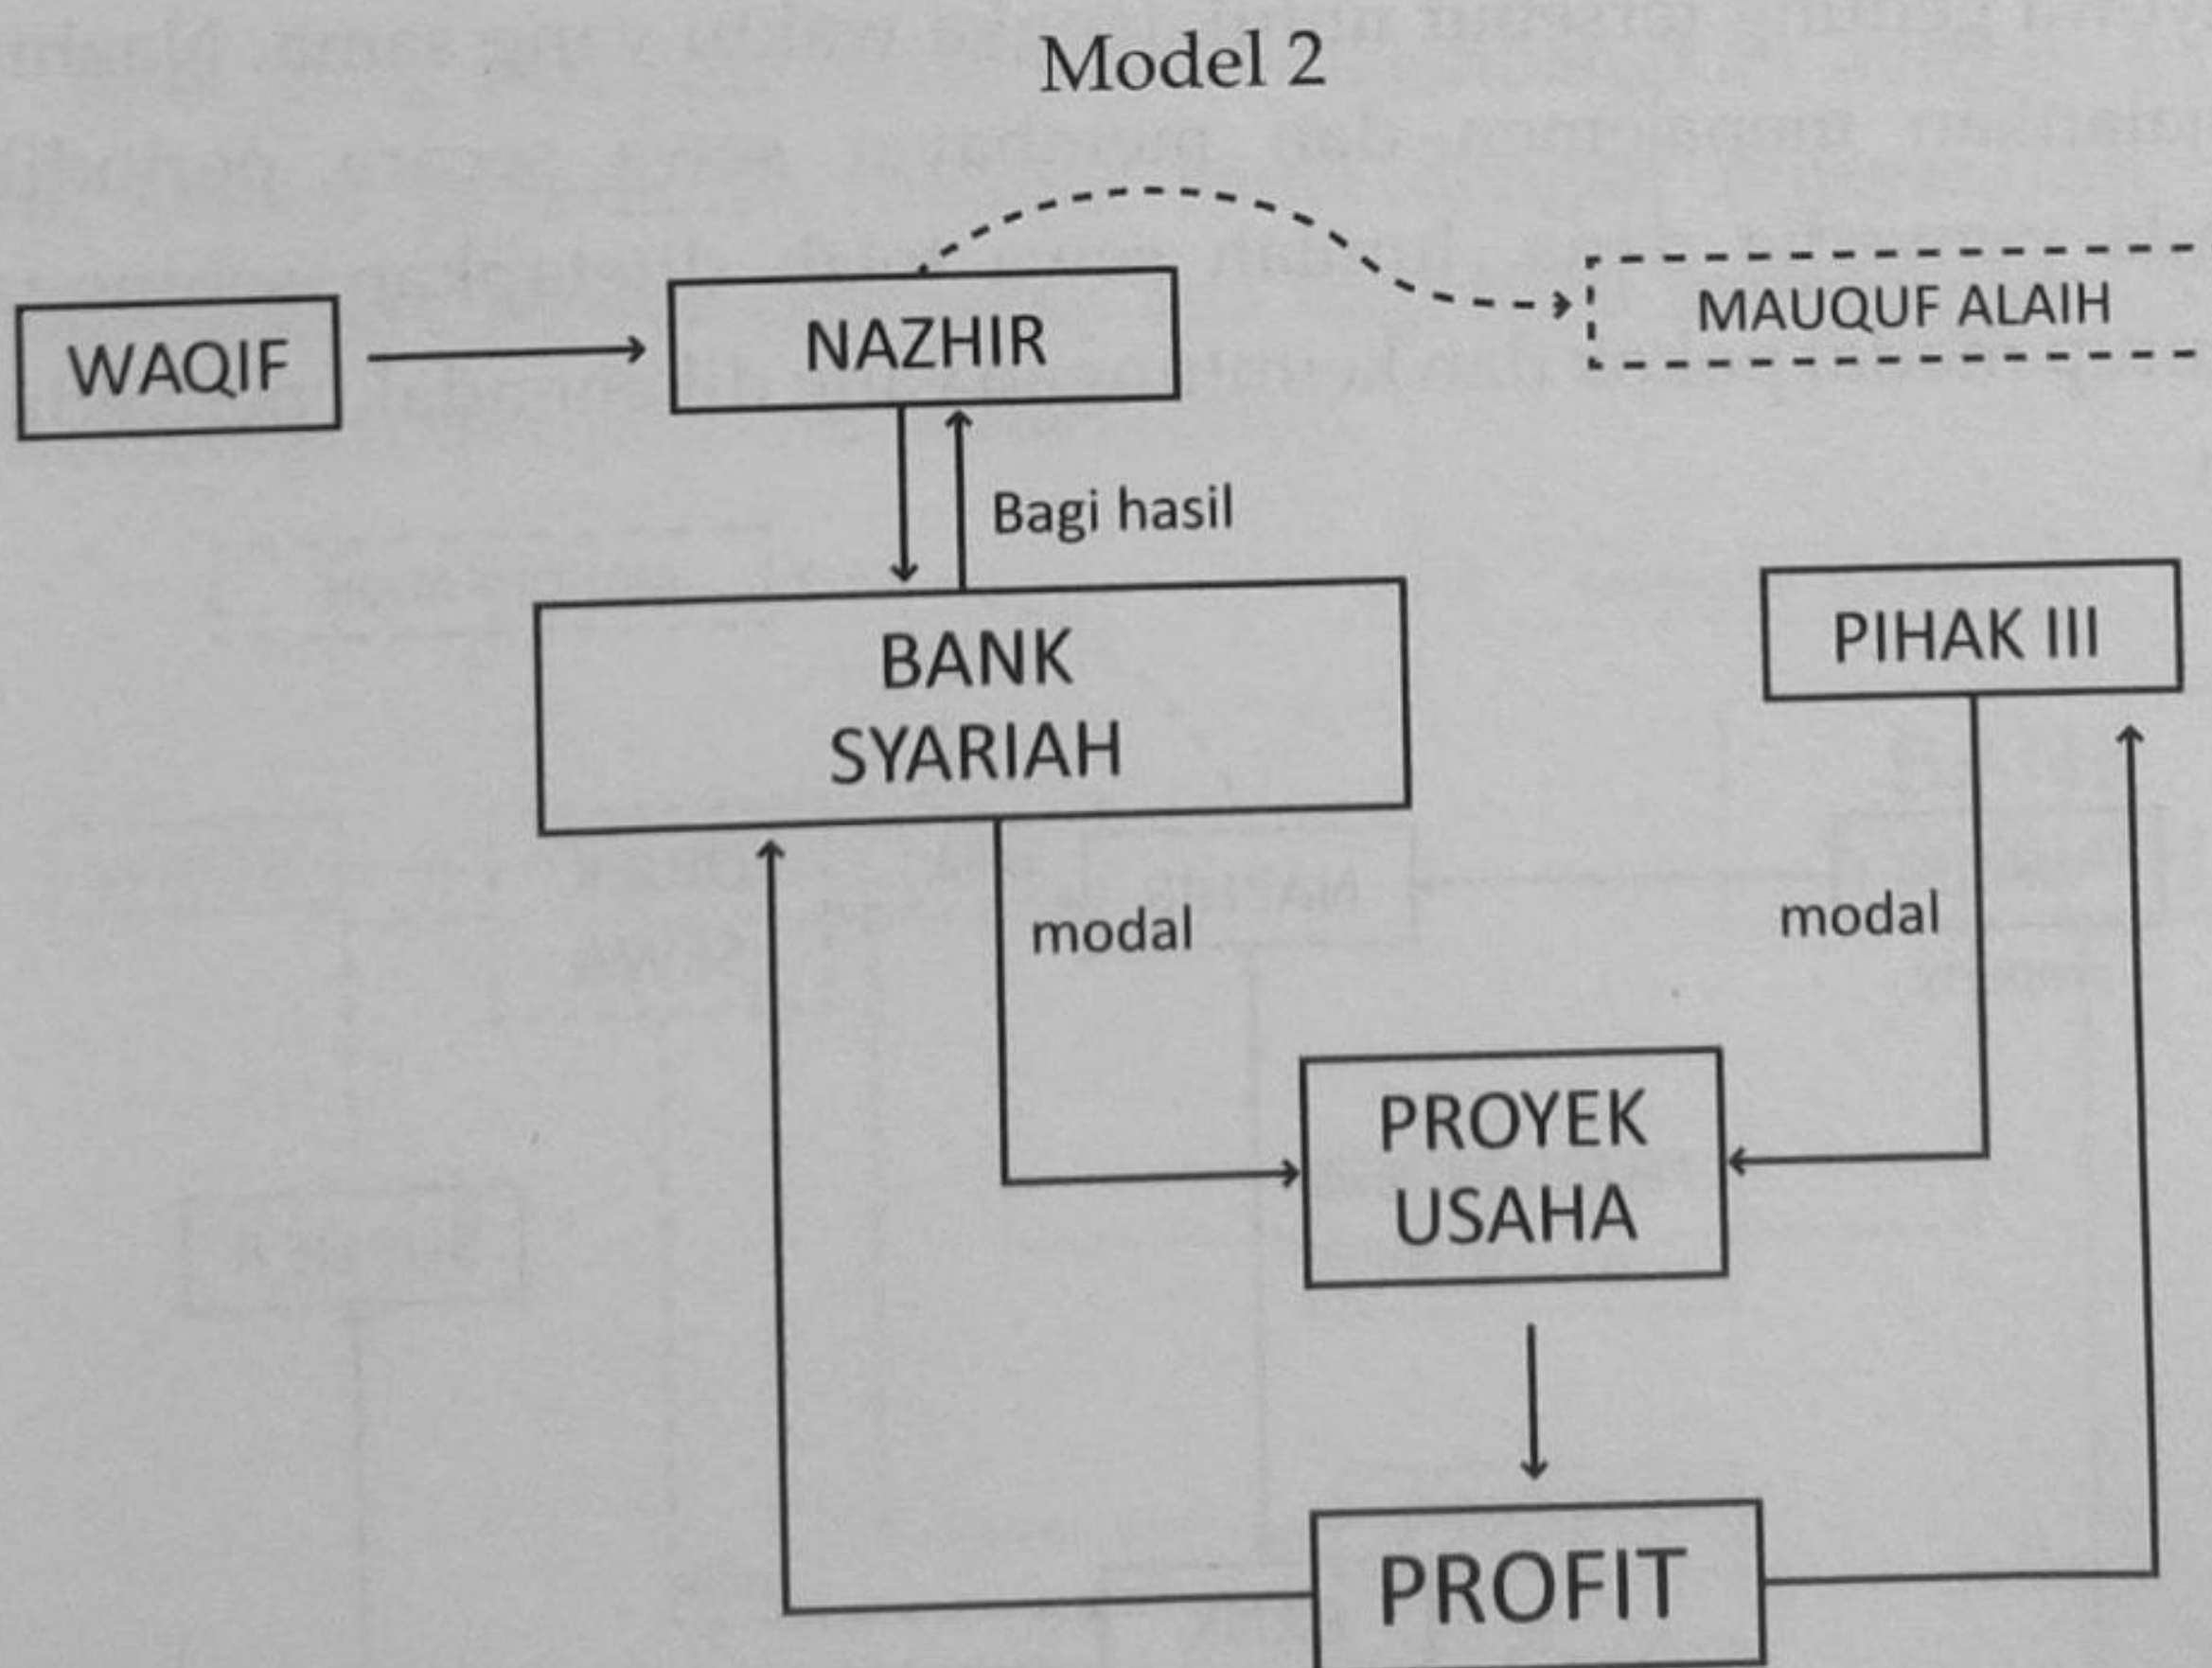 Model 2
WAQIF
NAZHIR
MAUQUF ALAIH
Bagi hasil
BANK
SYARIAH
PIHAK III
modal
modal
PROYEK
USAHA
PROFIT